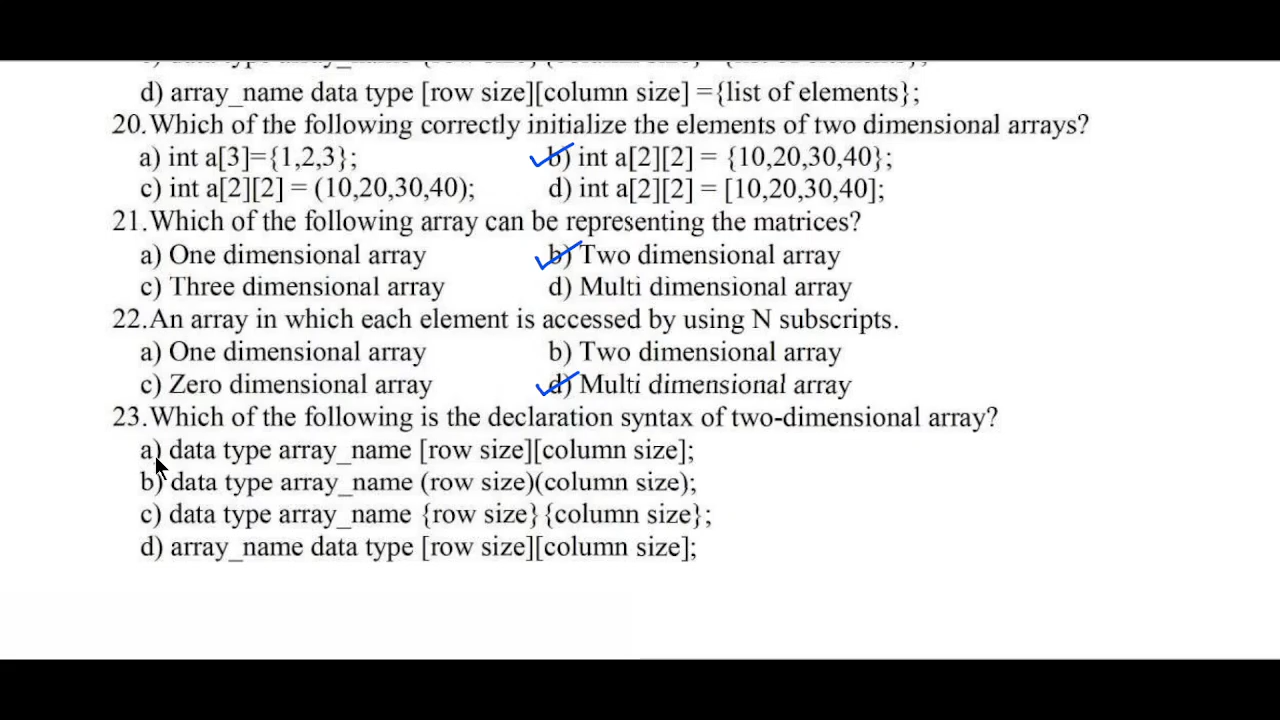 d) array_name data type [row size][column size] ={list of elements};
20.Which of the following correctly initialize the elements of two dimensional arrays?
a) int a[3]={1,2,3}; b) int a[2][2] = {10,20,30,40};
c) int a[2][2] = (10,20,30,40); d) int a[2][2] = [10,20,30,40];
21.Which of the following array can be representing the matrices?
a) One dimensional array b) Two dimensional array
c) Three dimensional array d) Multi dimensional array
22.An array in which each element is accessed by using N subscripts.
a) One dimensional array b) Two dimensional array
c) Zero dimensional array d) Multi dimensional array
23.Which of the following is the declaration syntax of two-dimensional array?
a) data type array_name [row size][column size];
b) data type array_name (row size)(column size);
c) data type array_name {row size}{column size};
d) array_name data type [row size][column size];